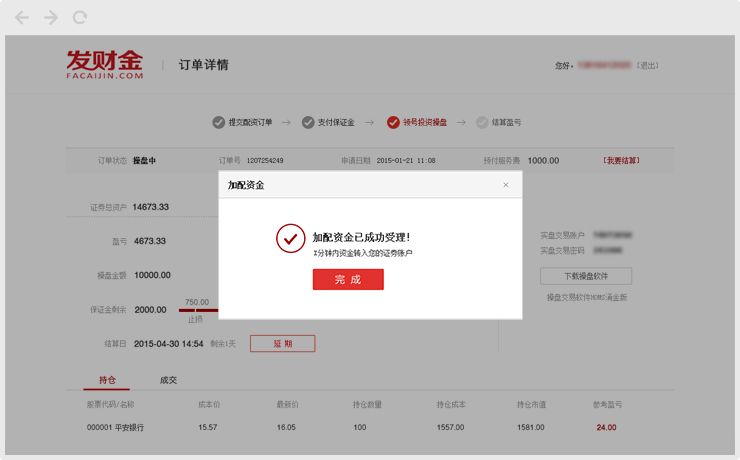 发财金
FACAIJIN.COM
订单详情
您好， [退出]
提交配资订单 → 支付保证金 → 领号投资操盘 → 结算盈亏
订单状态 操盘中 订单号 1207254249 申请日期 2015-01-21 11:08 预付服务费 1000.00 [我要结算]
加配资金 ×
证券总资产 14673.33
盈亏 4673.33
加配资金已成功受理!
X分钟内资金转入您的证券账户
完 成
实盘交易账户
实盘交易密码
操盘金额 10000.00
下载操盘软件
操盘交易软件HOMS涌金版
保证金剩余 2000.00 750.00
止损
结算日 2015-04-30 14:54 剩余1天 延 期
持仓 成交
股票代码/名称 成本价 最新价 持仓数量 持仓成本 持仓市值 参考盈亏
000001 平安银行 15.57 16.05 100 1557.00 1581.00 24.00